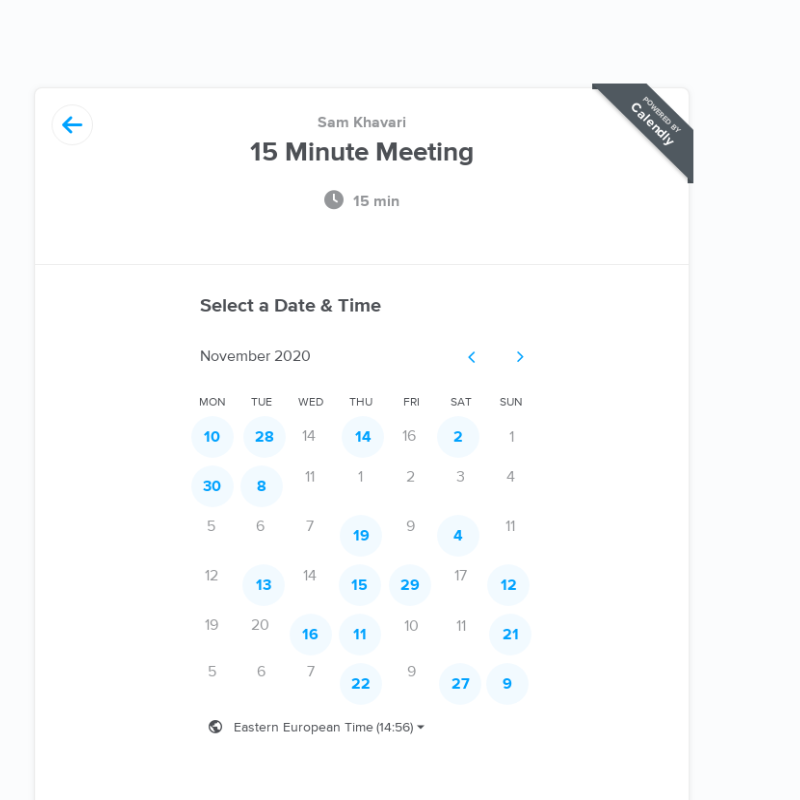 POWERED BY
Calendly
Sam Khavari
15 Minute Meeting
15 min
Select a Date & Time
November 2020
MON TUE WED THU FRI SAT SUN
10 28 14 14 16 2 1
30 8 11 1 2 3 4
5 6 7 19 9 4 11
12 13 14 15 29 17 12
19 20 16 11 10 11 21
5 6 7 22 9 27 9
Eastern European Time (14:56)